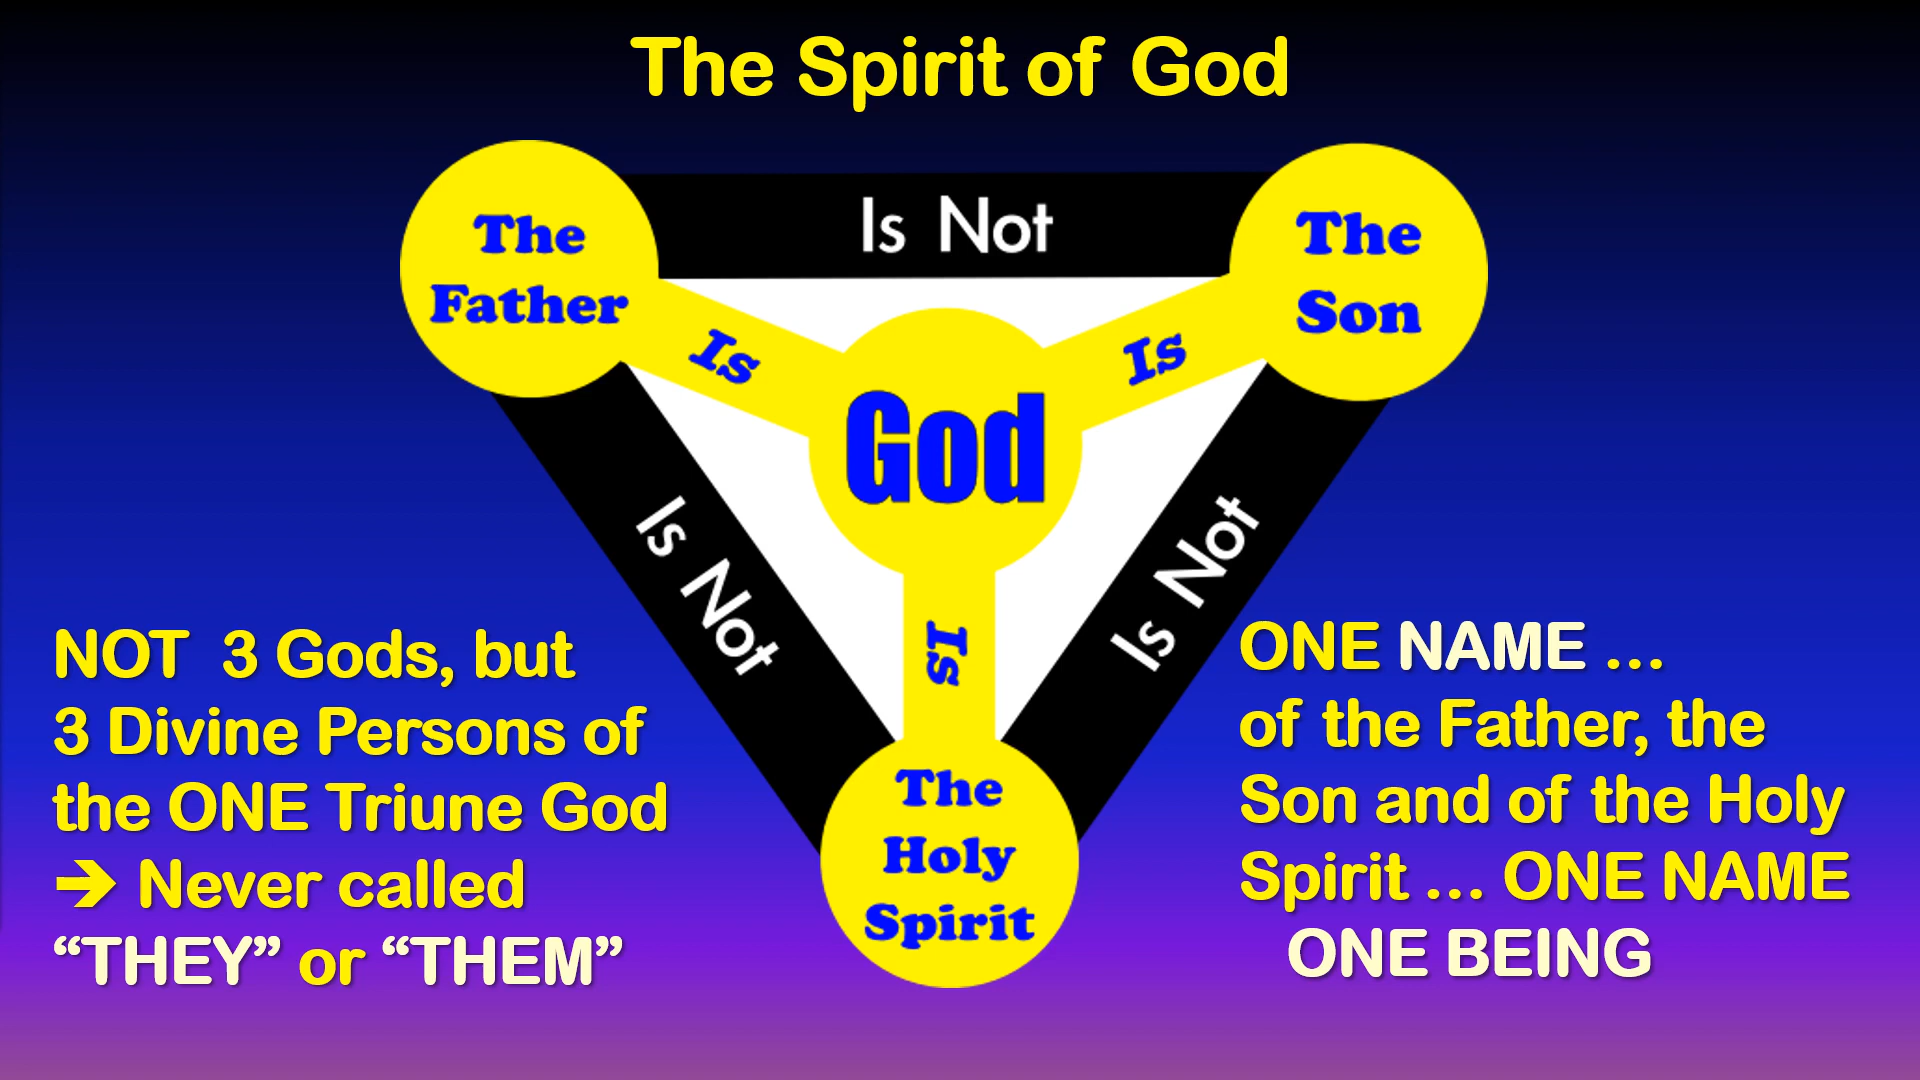 The Spirit of God
The
Father
Is Not
The
Son
Is
Is
God
Is Not
Is Not
Is
The
Holy
Spirit
NOT 3 Gods, but
3 Divine Persons of
the ONE Triune God
➔ Never called
“THEY” or “THEM”
ONE NAME …
of the Father, the
Son and of the Holy
Spirit … ONE NAME
ONE BEING